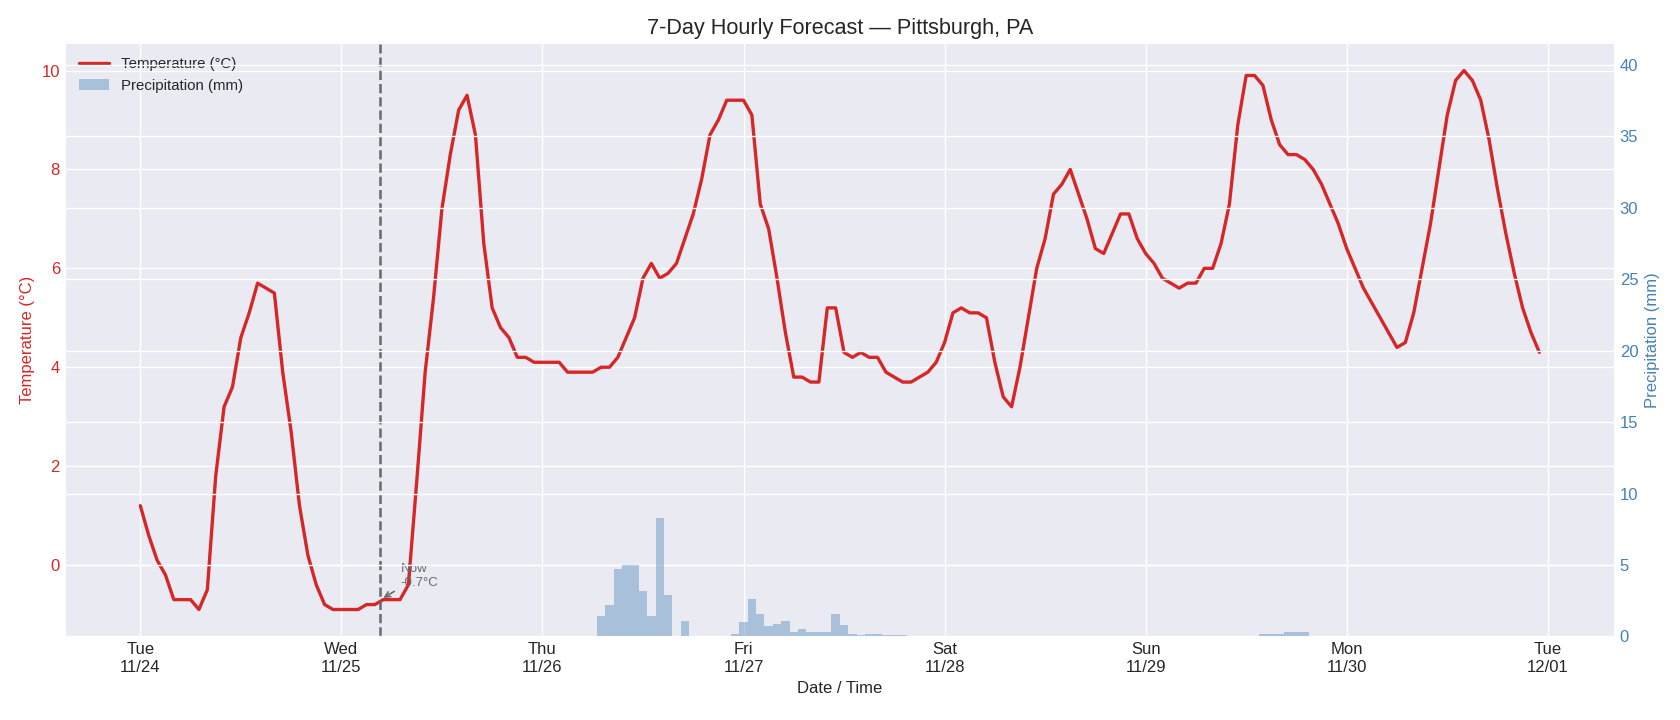 7-Day Hourly Forecast — Pittsburgh, PA
Temperature (°C)
Precipitation (mm)
10
8
6
4
2
0
Temperature (°C)
40
35
30
25
20
15
10
5
0
Precipitation (mm)
Now
-0.7°C
Tue
11/24
Wed
11/25
Thu
11/26
Fri
11/27
Sat
11/28
Sun
11/29
Mon
11/30
Tue
12/01
Date / Time